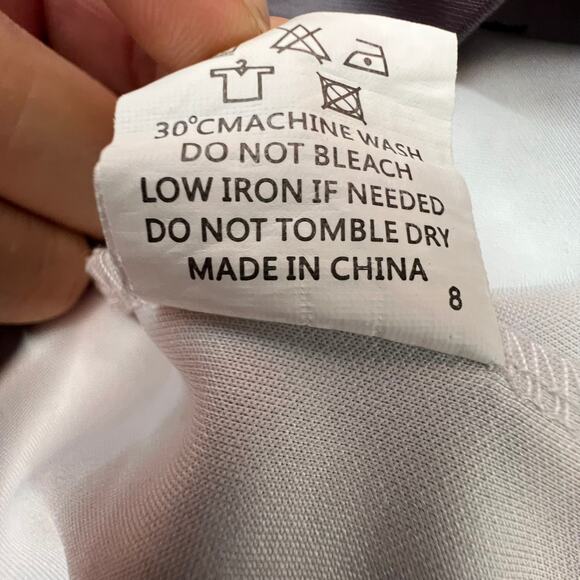 30°CMACHINE WASH
DO NOT BLEACH
LOW IRON IF NEEDED
DO NOT TOMBLE DRY
MADE IN CHINA
8